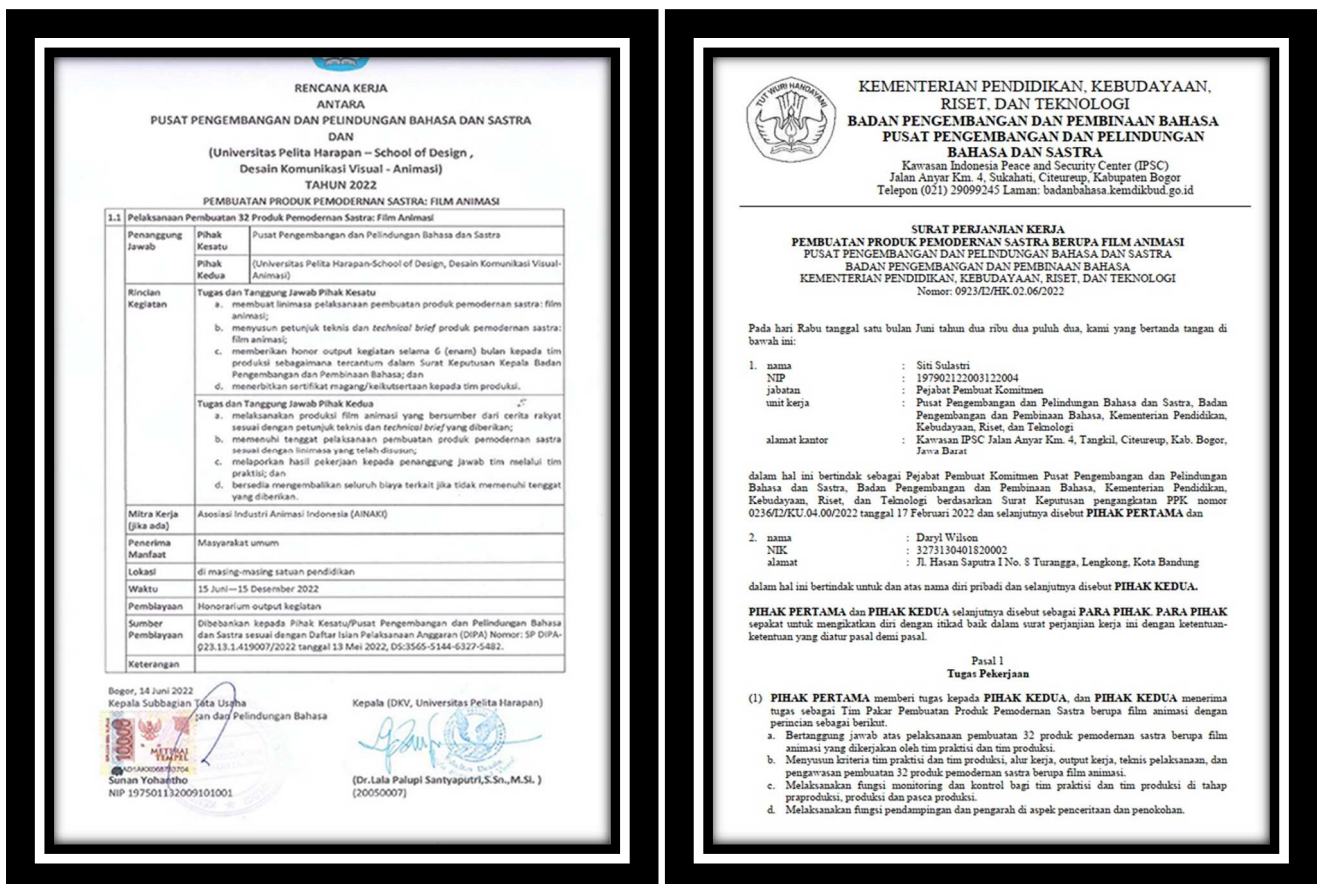 RENCANA KERJA
ANTARA
PUSAT PENGEMBANGAN DAN PELINDUNGAN BAHASA DAN SASTRA
DAN
(Universitas Pelita Harapan – School of Design ,
Desain Komunikasi Visual - Animasi)
TAHUN 2022
PEMBUATAN PRODUK PEMODERNAN SASTRA: FILM ANIMASI
1.1 Pelaksanaan Pembuatan 32 Produk Pemodernan Sastra: Film Animasi
Penanggung Jawab
Pihak Kesatu
Pusat Pengembangan dan Pelindungan Bahasa dan Sastra
Pihak Kedua
(Universitas Pelita Harapan-School of Design, Desain Komunikasi Visual-
Animasi)
Rincian Kegiatan
Tugas dan Tanggung Jawab Pihak Kesatu
a. membuat linimasa pelaksanaan pembuatan produk pemodernan sastra: film
animasi;
b. menyusun petunjuk teknis dan technical brief produk pemodernan sastra:
film animasi;
c. memberikan honor output kegiatan selama 6 (enam) bulan kepada tim
produksi sebagaimana tercantum dalam Surat Keputusan Kepala Badan
Pengembangan dan Pembinaan Bahasa; dan
d. menerbitkan sertifikat magang/keikutsertaan kepada tim produksi.
Tugas dan Tanggung Jawab Pihak Kedua
a. melaksanakan produksi film animasi yang bersumber dari cerita rakyat
sesuai dengan petunjuk teknis dan technical brief yang diberikan;
b. memenuhi tenggat pelaksanaan pembuatan produk pemodernan sastra
sesuai dengan linimasa yang telah disusun;
c. melaporkan hasil pekerjaan kepada penanggung jawab tim melalui tim
praktisi; dan
d. bersedia mengembalikan seluruh biaya terkait jika tidak memenuhi tenggat
yang diberikan.
Mitra Kerja (jika ada)
Asosiasi Industri Animasi Indonesia (AINAKI)
Penerima Manfaat
Masyarakat umum
Lokasi
di masing-masing satuan pendidikan
Waktu
15 Juni—15 Desember 2022
Pembiayaan
Honorarium output kegiatan
Sumber Pembiayaan
Dibebankan kepada Pihak Kesatu/Pusat Pengembangan dan Pelindungan Bahasa
dan Sastra sesuai dengan Daftar Isian Pelaksanaan Anggaran (DIPA) Nomor: SP DIPA-
023.13.1.419007/2022 tanggal 13 Mei 2022, DS:3565-5144-6327-5482.
Keterangan
Bogor, 14 Juni 2022
Kepala Subbagian Tata Usaha
an dan Pelindungan Bahasa
10000
METERAI
TEMPEL
Sunan Yohantho
NIP 197501132009101001
Kepala (DKV, Universitas Pelita Harapan)
(Dr.Lala Palupi Santyaputri,S.Sn.,M.Si. )
(20050007)
TUT WURI HANDAYANI
KEMENTERIAN PENDIDIKAN, KEBUDAYAAN,
RISET, DAN TEKNOLOGI
BADAN PENGEMBANGAN DAN PEMBINAAN BAHASA
PUSAT PENGEMBANGAN DAN PELINDUNGAN
BAHASA DAN SASTRA
Kawasan Indonesia Peace and Security Center (IPSC)
Jalan Anyar Km. 4, Sukahati, Citeureup, Kabupaten Bogor
Telepon (021) 29099245 Laman: badanbahasa.kemdikbud.go.id
SURAT PERJANJIAN KERJA
PEMBUATAN PRODUK PEMODERNAN SASTRA BERUPA FILM ANIMASI
PUSAT PENGEMBANGAN DAN PELINDUNGAN BAHASA DAN SASTRA
BADAN PENGEMBANGAN DAN PEMBINAAN BAHASA
KEMENTERIAN PENDIDIKAN, KEBUDAYAAN, RISET, DAN TEKNOLOGI
Nomor: 0923/I2/HK.02.06/2022
Pada hari Rabu tanggal satu bulan Juni tahun dua ribu dua puluh dua, kami yang bertanda tangan di
bawah ini:
1. nama : Siti Sulastri
NIP : 197902122003122004
jabatan : Pejabat Pembuat Komitmen
unit kerja : Pusat Pengembangan dan Pelindungan Bahasa dan Sastra, Badan
Pengembangan dan Pembinaan Bahasa, Kementerian Pendidikan,
Kebudayaan, Riset, dan Teknologi
alamat kantor : Kawasan IPSC Jalan Anyar Km. 4, Tangkil, Citeureup, Kab. Bogor,
Jawa Barat
dalam hal ini bertindak sebagai Pejabat Pembuat Komitmen Pusat Pengembangan dan Pelindungan
Bahasa dan Sastra, Badan Pengembangan dan Pembinaan Bahasa, Kementerian Pendidikan,
Kebudayaan, Riset, dan Teknologi berdasarkan Surat Keputusan pengangkatan PPK nomor
0236/I2/KU.04.00/2022 tanggal 17 Februari 2022 dan selanjutnya disebut PIHAK PERTAMA dan
2. nama : Daryl Wilson
NIK : 3273130401820002
alamat : Jl. Hasan Saputra I No. 8 Turangga, Lengkong, Kota Bandung
dalam hal ini bertindak untuk dan atas nama diri pribadi dan selanjutnya disebut PIHAK KEDUA.
PIHAK PERTAMA dan PIHAK KEDUA selanjutnya disebut sebagai PARA PIHAK. PARA PIHAK
sepakat untuk mengikatkan diri dengan itikad baik dalam surat perjanjian kerja ini dengan ketentuan-
ketentuan yang diatur pasal demi pasal.
Pasal 1
Tugas Pekerjaan
(1) PIHAK PERTAMA memberi tugas kepada PIHAK KEDUA, dan PIHAK KEDUA menerima
tugas sebagai Tim Pakar Pembuatan Produk Pemodernan Sastra berupa film animasi dengan
perincian sebagai berikut.
a. Bertanggung jawab atas pelaksanaan pembuatan 32 produk pemodernan sastra berupa film
animasi yang dikerjakan oleh tim praktisi dan tim produksi.
b. Menyusun kriteria tim praktisi dan tim produksi, alur kerja, output kerja, teknis pelaksanaan, dan
pengawasan pembuatan 32 produk pemodernan sastra berupa film animasi.
c. Melaksanakan fungsi monitoring dan kontrol bagi tim praktisi dan tim produksi di tahap
praproduksi, produksi dan pasca produksi.
d. Melaksanakan fungsi pendampingan dan pengarah di aspek penceritaan dan penokohan.